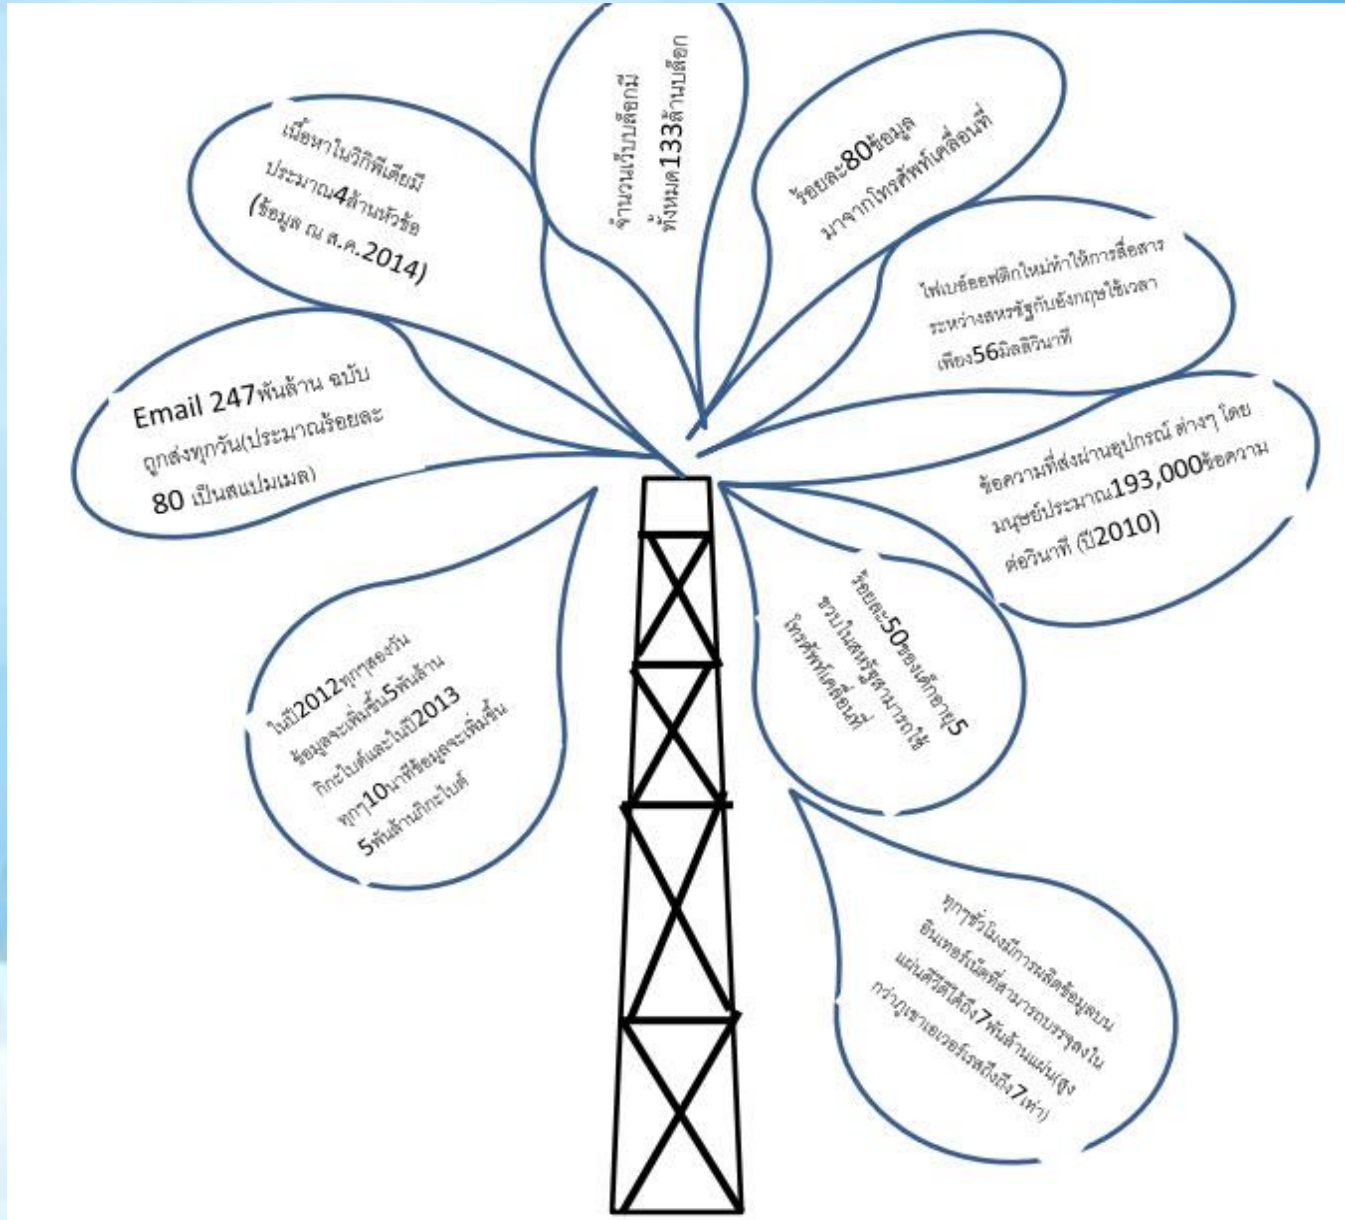 เนื้อหาในวิกิพีเดียมี
ประมาณ4ล้านหัวข้อ
(ข้อมูล ณ ส.ค.2014)
จำนวนเว็บบล็อกมี
ทั้งหมด133ล้านบล็อก
ร้อยละ80ข้อมูล
มาจากโทรศัพท์เคลื่อนที่
ไฟเบอร์ออฟติกใหม่ทำให้การสื่อสาร
ระหว่างสหรัฐกับอังกฤษใช้เวลา
เพียง56มิลลิวินาที
Email 247พันล้าน ฉบับ
ถูกส่งทุกวัน(ประมาณร้อยละ
80 เป็นสแปมเมล)
ข้อความที่ส่งผ่านอุปกรณ์ ต่างๆ โดย
มนุษย์ประมาณ193,000ข้อความ
ต่อวินาที (ปี2010)
ร้อยละ50ของเด็กอายุ5
ขวบในสหรัฐสามารถใช้
โทรศัพท์เคลื่อนที่
ในปี2012ทุกๆสองวัน
ข้อมูลจะเพิ่มขึ้น5พันล้าน
กิกะไบต์และในปี2013
ทุกๆ10นาทีข้อมูลจะเพิ่มขึ้น
5พันล้านกิกะไบต์
ทุกๆชั่วโมงมีการผลิตข้อมูลบน
อินเทอร์เน็ตที่สามารถบรรจุลงใน
แผ่นดีวีดีได้ถึง7พันล้านแผ่น(สูง
กว่าภูเขาเอเวอร์เรสถึงถึง7เท่า)